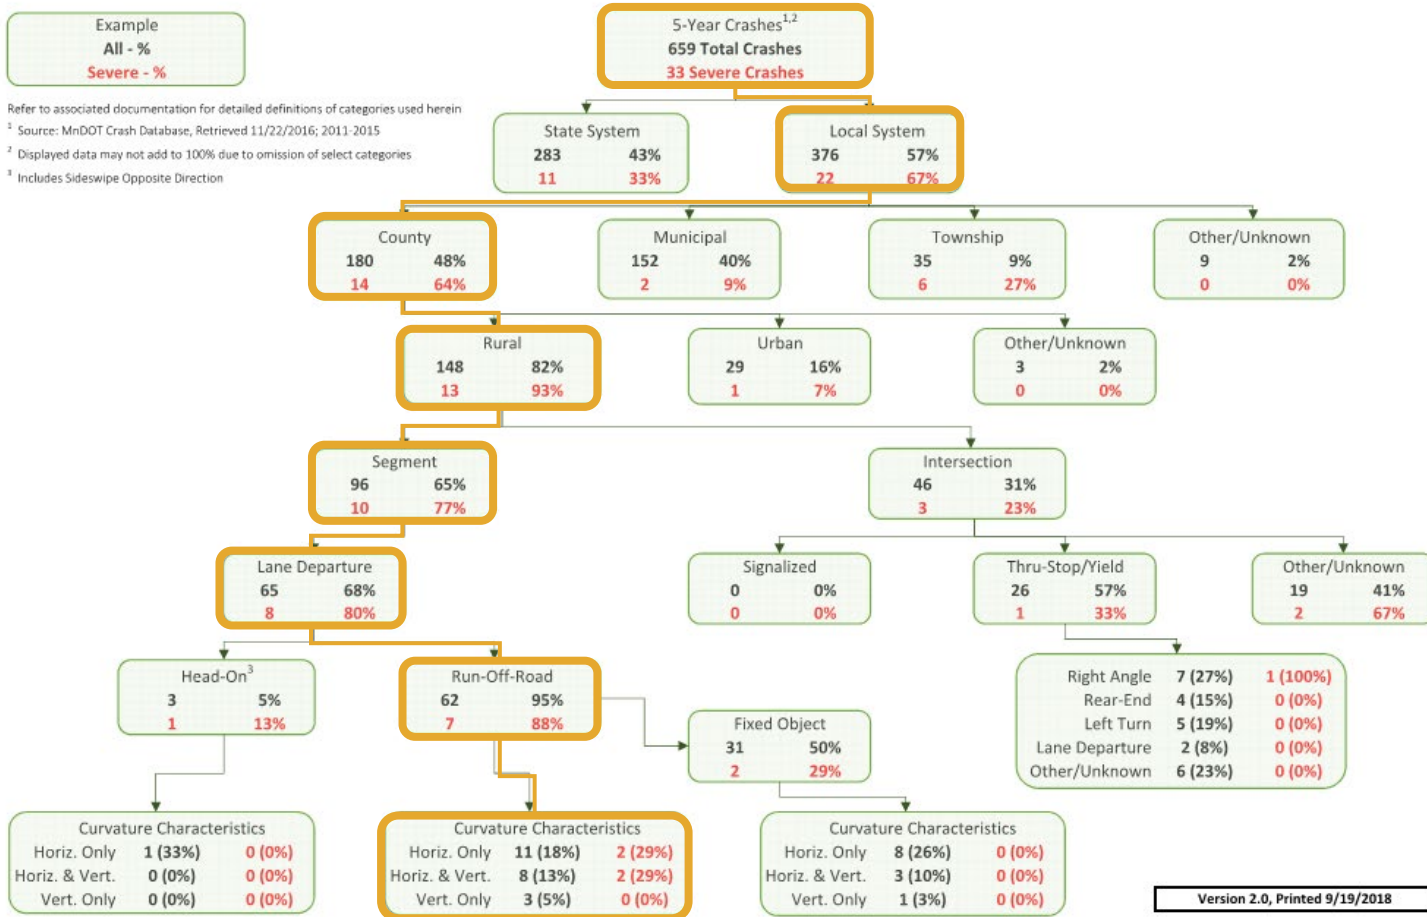 Example
All - %
Severe - %
Refer to associated documentation for detailed definitions of categories used herein
1 Source: MnDOT Crash Database, Retrieved 11/22/2016; 2011-2015
2 Displayed data may not add to 100% due to omission of select categories
3 Includes Sideswipe Opposite Direction
5-Year Crashes1,2
659 Total Crashes
33 Severe Crashes
State System
283 43%
11 33%
Local System
376 57%
22 67%
County
180 48%
14 64%
Municipal
152 40%
2 9%
Township
35 9%
6 27%
Other/Unknown
9 2%
0 0%
Rural
148 82%
13 93%
Urban
29 16%
1 7%
Other/Unknown
3 2%
0 0%
Segment
96 65%
10 77%
Intersection
46 31%
3 23%
Lane Departure
65 68%
8 80%
Signalized
0 0%
0 0%
Thru-Stop/Yield
26 57%
1 33%
Other/Unknown
19 41%
2 67%
Head-On3
3 5%
1 13%
Run-Off-Road
62 95%
7 88%
Fixed Object
31 50%
2 29%
Right Angle 7 (27%) 1 (100%)
Rear-End 4 (15%) 0 (0%)
Left Turn 5 (19%) 0 (0%)
Lane Departure 2 (8%) 0 (0%)
Other/Unknown 6 (23%) 0 (0%)
Curvature Characteristics
Horiz. Only 1 (33%) 0 (0%)
Horiz. & Vert. 0 (0%) 0 (0%)
Vert. Only 0 (0%) 0 (0%)
Curvature Characteristics
Horiz. Only 11 (18%) 2 (29%)
Horiz. & Vert. 8 (13%) 2 (29%)
Vert. Only 3 (5%) 0 (0%)
Curvature Characteristics
Horiz. Only 8 (26%) 0 (0%)
Horiz. & Vert. 3 (10%) 0 (0%)
Vert. Only 1 (3%) 0 (0%)
Version 2.0, Printed 9/19/2018